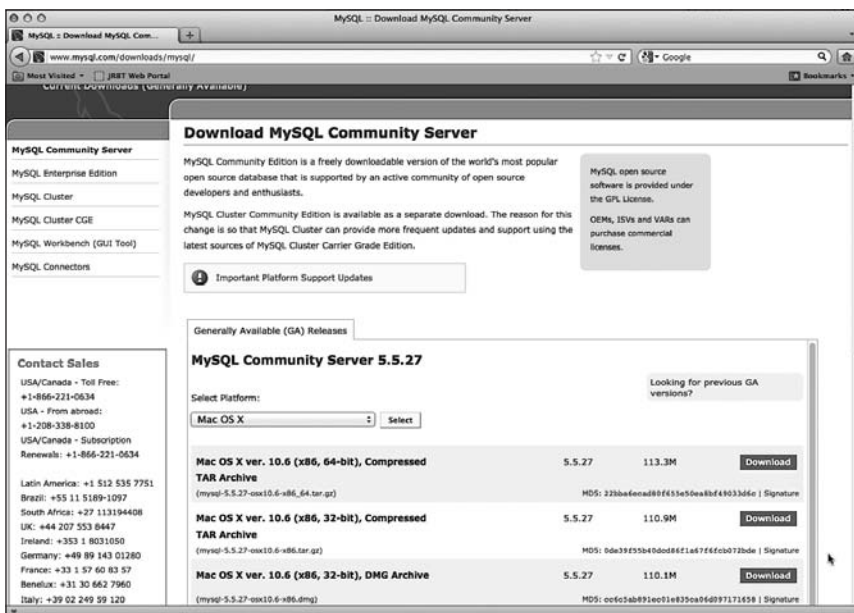 MySQL :: Download MySQL Community Server
MySQL :: Download MySQL Com...
www.mysql.com/downloads/mysql/
Google
Most Visited
JRBT Web Portal
Bookmarks
Current Downloads (Generally Available)
MySQL Community Server
MySQL Enterprise Edition
MySQL Cluster
MySQL Cluster CGE
MySQL Workbench (GUI Tool)
MySQL Connectors
Download MySQL Community Server
MySQL Community Edition is a freely downloadable version of the world's most popular
open source database that is supported by an active community of open source
developers and enthusiasts.
MySQL Cluster Community Edition is available as a separate download. The reason for this
change is so that MySQL Cluster can provide more frequent updates and support using the
latest sources of MySQL Cluster Carrier Grade Edition.
MySQL open source
software is provided under
the GPL License.
OEMs, ISVs and VARs can
purchase commercial
licenses.
Important Platform Support Updates
Contact Sales
USA/Canada - Toll Free:
+1-866-221-0634
USA - From abroad:
+1-208-338-8100
USA/Canada - Subscription
Renewals: +1-866-221-0634
Latin America: +1 512 535 7751
Brazil: +55 11 5189-1097
South Africa: +27 113194408
UK: +44 207 553 8447
Ireland: +353 1 8031050
Germany: +49 89 143 01280
France: +33 1 57 60 83 57
Benelux: +31 30 662 7960
Italy: +39 02 249 59 120
Generally Available (GA) Releases
MySQL Community Server 5.5.27
Looking for previous GA
versions?
Select Platform:
Mac OS X
Select
Mac OS X ver. 10.6 (x86, 64-bit), Compressed
TAR Archive
5.5.27 113.3M Download
(mysql-5.5.27-osx10.6-x86_64.tar.gz)
MD5: | Signature
Mac OS X ver. 10.6 (x86, 32-bit), Compressed
TAR Archive
5.5.27 110.9M Download
(mysql-5.5.27-osx10.6-x86.tar.gz)
MD5: | Signature
Mac OS X ver. 10.6 (x86, 32-bit), DMG Archive
5.5.27 110.1M Download
(mysql-5.5.27-osx10.6-x86.dmg)
MD5: | Signature